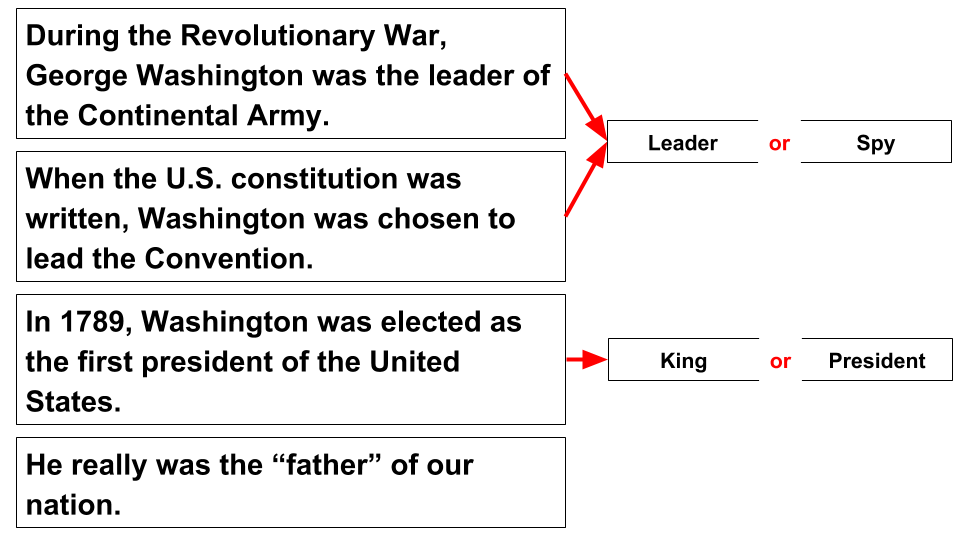 During the Revolutionary War,
George Washington was the leader of
the Continental Army.
Leader or Spy
When the U.S. constitution was
written, Washington was chosen to
lead the Convention.
In 1789, Washington was elected as
the first president of the United
States.
King or President
He really was the “father” of our
nation.